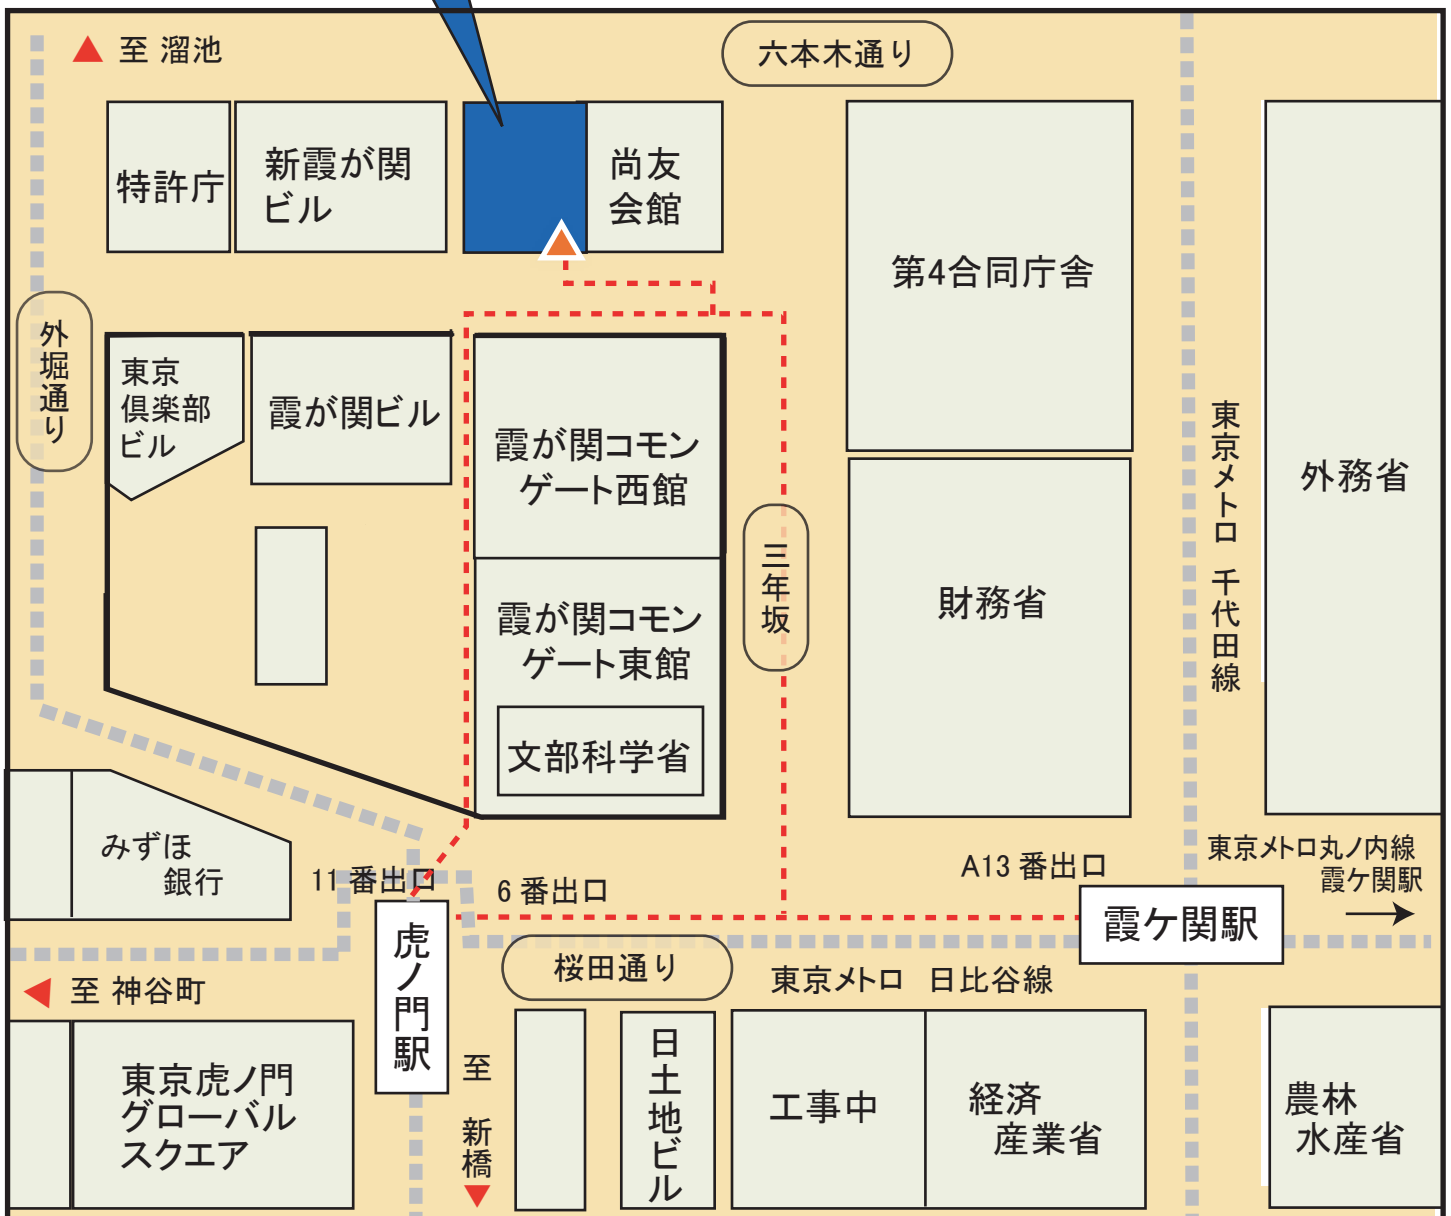 至 溜池
六本木通り
特許庁
新霞が関
ビル
尚友
会館
第4合同庁舎
外堀通り
東京
倶楽部
ビル
霞が関ビル
霞が関コモン
ゲート西館
東京メトロ 千代田線
外務省
三年坂
財務省
霞が関コモン
ゲート東館
文部科学省
みずほ
銀行
11 番出口
6 番出口
A13 番出口
東京メトロ丸ノ内線
霞ケ関駅
霞ケ関駅
虎ノ門駅
桜田通り
東京メトロ 日比谷線
至 神谷町
東京虎ノ門
グローバル
スクエア
至 新橋
日土地ビル
工事中
経済
産業省
農林
水産省